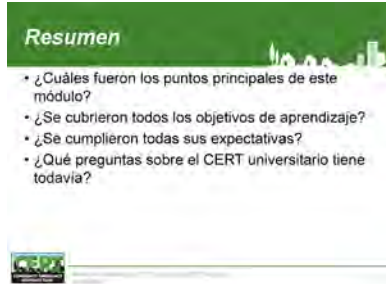 Resumen
• ¿Cuáles fueron los puntos principales de este
módulo?
• ¿Se cubrieron todos los objetivos de aprendizaje?
• ¿Se cumplieron todas sus expectativas?
• ¿Qué preguntas sobre el CERT universitario tiene
todavía?
CERT